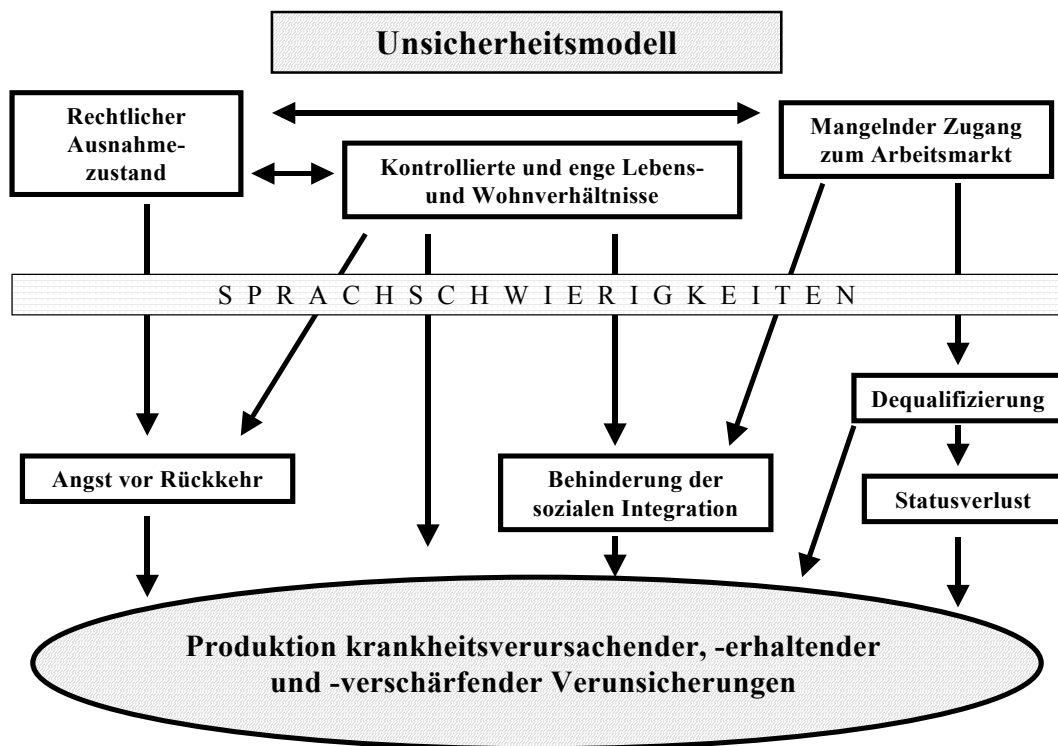 Unsicherheitsmodell
Rechtlicher
Ausnahme-
zustand
Kontrollierte und enge Lebens-
und Wohnverhältnisse
Mangelnder Zugang
zum Arbeitsmarkt
SPRACHSCHWIERIGKEITEN
Dequalifizierung
Angst vor Rückkehr
Behinderung der
sozialen Integration
Statusverlust
Produktion krankheitsverursachender, -erhaltender
und -verschärfender Verunsicherungen